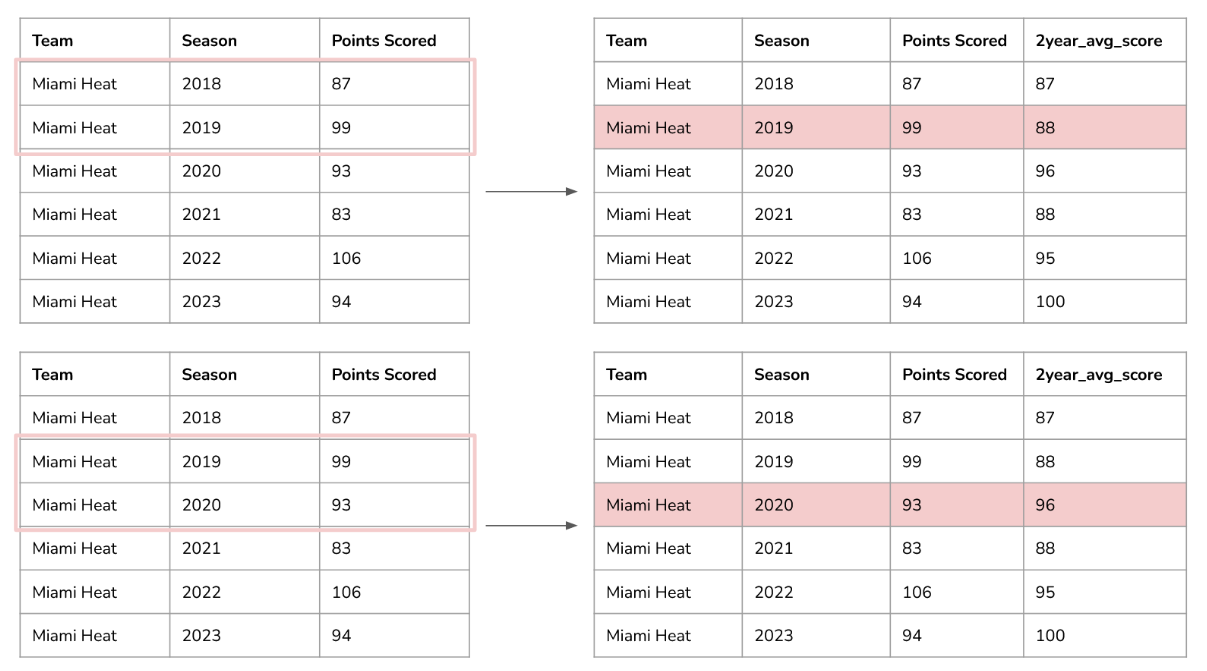 Team Season Points Scored
Miami Heat 2018 87
Miami Heat 2019 99
Miami Heat 2020 93
Miami Heat 2021 83
Miami Heat 2022 106
Miami Heat 2023 94
Team Season Points Scored 2year_avg_score
Miami Heat 2018 87 87
Miami Heat 2019 99 88
Miami Heat 2020 93 96
Miami Heat 2021 83 88
Miami Heat 2022 106 95
Miami Heat 2023 94 100
Team Season Points Scored
Miami Heat 2018 87
Miami Heat 2019 99
Miami Heat 2020 93
Miami Heat 2021 83
Miami Heat 2022 106
Miami Heat 2023 94
Team Season Points Scored 2year_avg_score
Miami Heat 2018 87 87
Miami Heat 2019 99 88
Miami Heat 2020 93 96
Miami Heat 2021 83 88
Miami Heat 2022 106 95
Miami Heat 2023 94 100